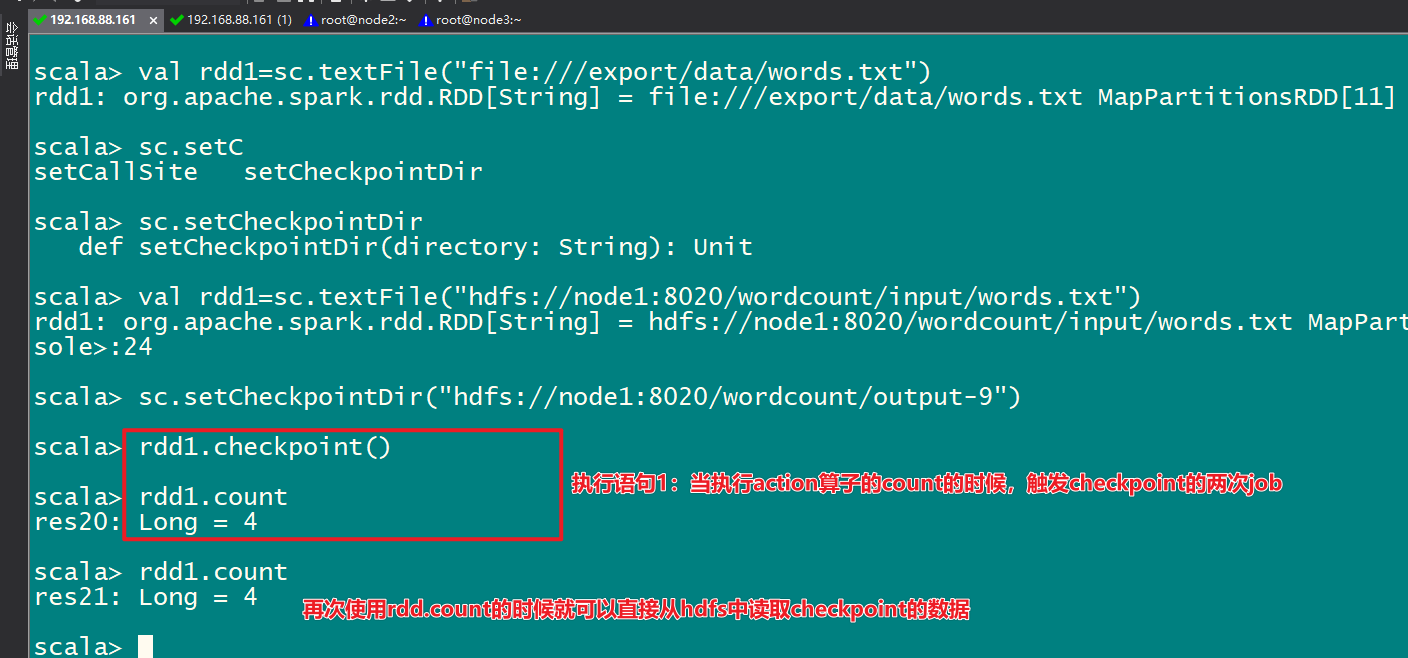 192.168.88.161 × 192.168.88.161 (1) root@node2:~ root@node3:~
会话管理
scala> val rdd1=sc.textFile("file:///export/data/words.txt")
rdd1: org.apache.spark.rdd.RDD[String] = file:///export/data/words.txt MapPartitionsRDD[11]
scala> sc.setC
setCallSite   setCheckpointDir
scala> sc.setCheckpointDir
   def setCheckpointDir(directory: String): Unit
scala> val rdd1=sc.textFile("hdfs://node1:8020/wordcount/input/words.txt")
rdd1: org.apache.spark.rdd.RDD[String] = hdfs://node1:8020/wordcount/input/words.txt MapPart
sole>:24
scala> sc.setCheckpointDir("hdfs://node1:8020/wordcount/output-9")
scala> rdd1.checkpoint()
执行语句1：当执行action算子的count的时候，触发checkpoint的两次job
scala> rdd1.count
res20: Long = 4
scala> rdd1.count
res21: Long = 4
再次使用rdd.count的时候就可以直接从hdfs中读取checkpoint的数据
scala>